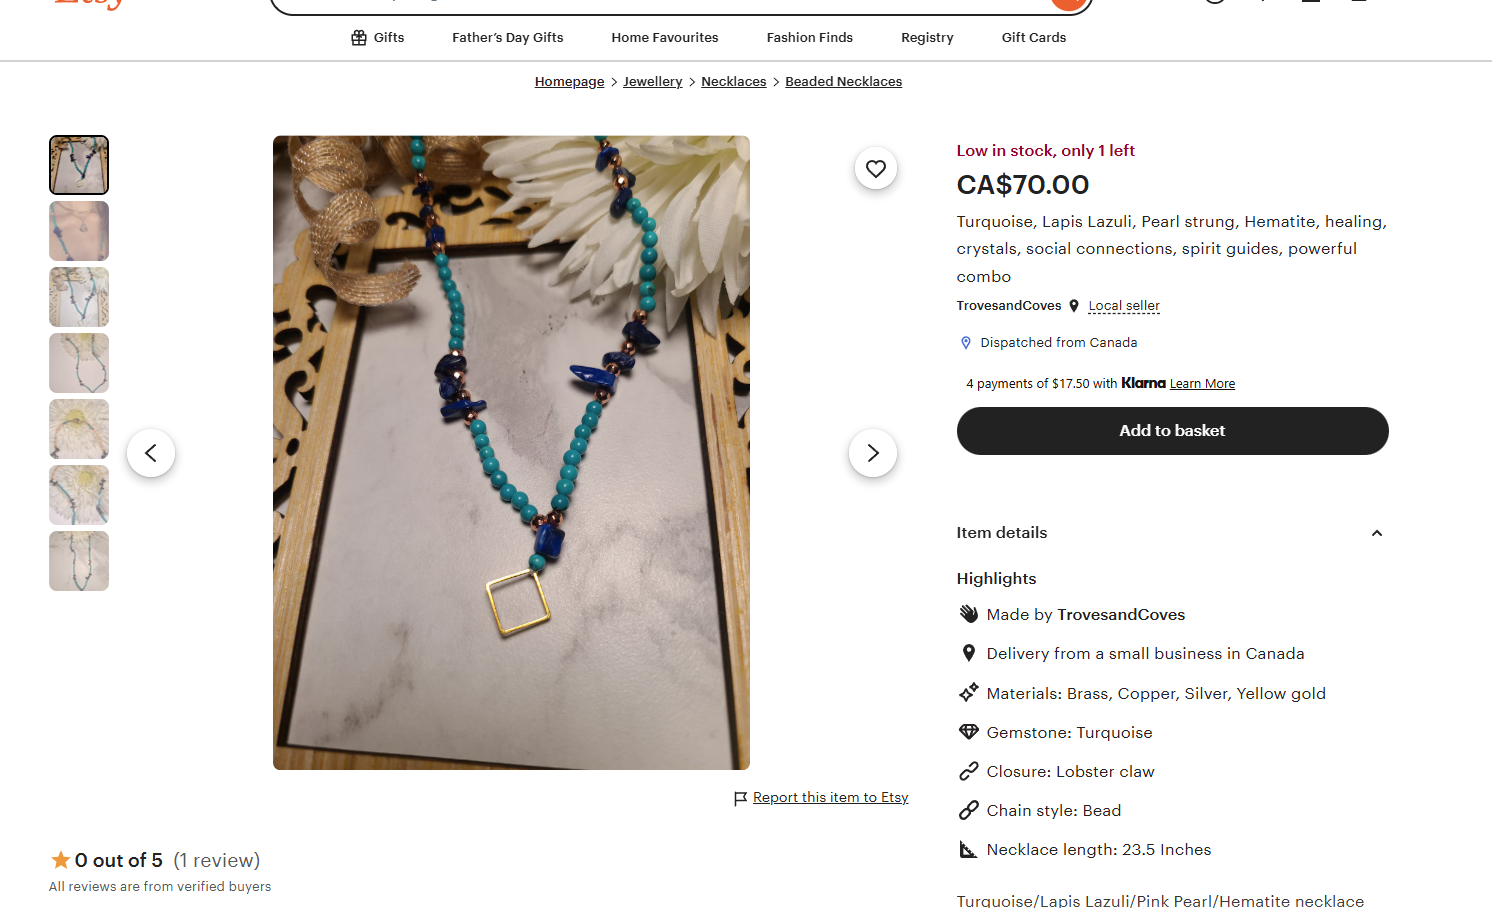 Etsy
Gifts
Father's Day Gifts
Home Favourites
Fashion Finds
Registry
Gift Cards
Homepage > Jewellery > Necklaces > Beaded Necklaces
Low in stock, only 1 left
CA$70.00
Turquoise, Lapis Lazuli, Pearl strung, Hematite, healing,
crystals, social connections, spirit guides, powerful
combo
TrovesandCoves Local seller
Dispatched from Canada
4 payments of $17.50 with Klarna Learn More
Add to basket
Item details
Highlights
Made by TrovesandCoves
Delivery from a small business in Canada
Materials: Brass, Copper, Silver, Yellow gold
Gemstone: Turquoise
Closure: Lobster claw
Chain style: Bead
Necklace length: 23.5 Inches
Turquoise/Lapis Lazuli/Pink Pearl/Hematite necklace
Report this item to Etsy
0 out of 5 (1 review)
All reviews are from verified buyers